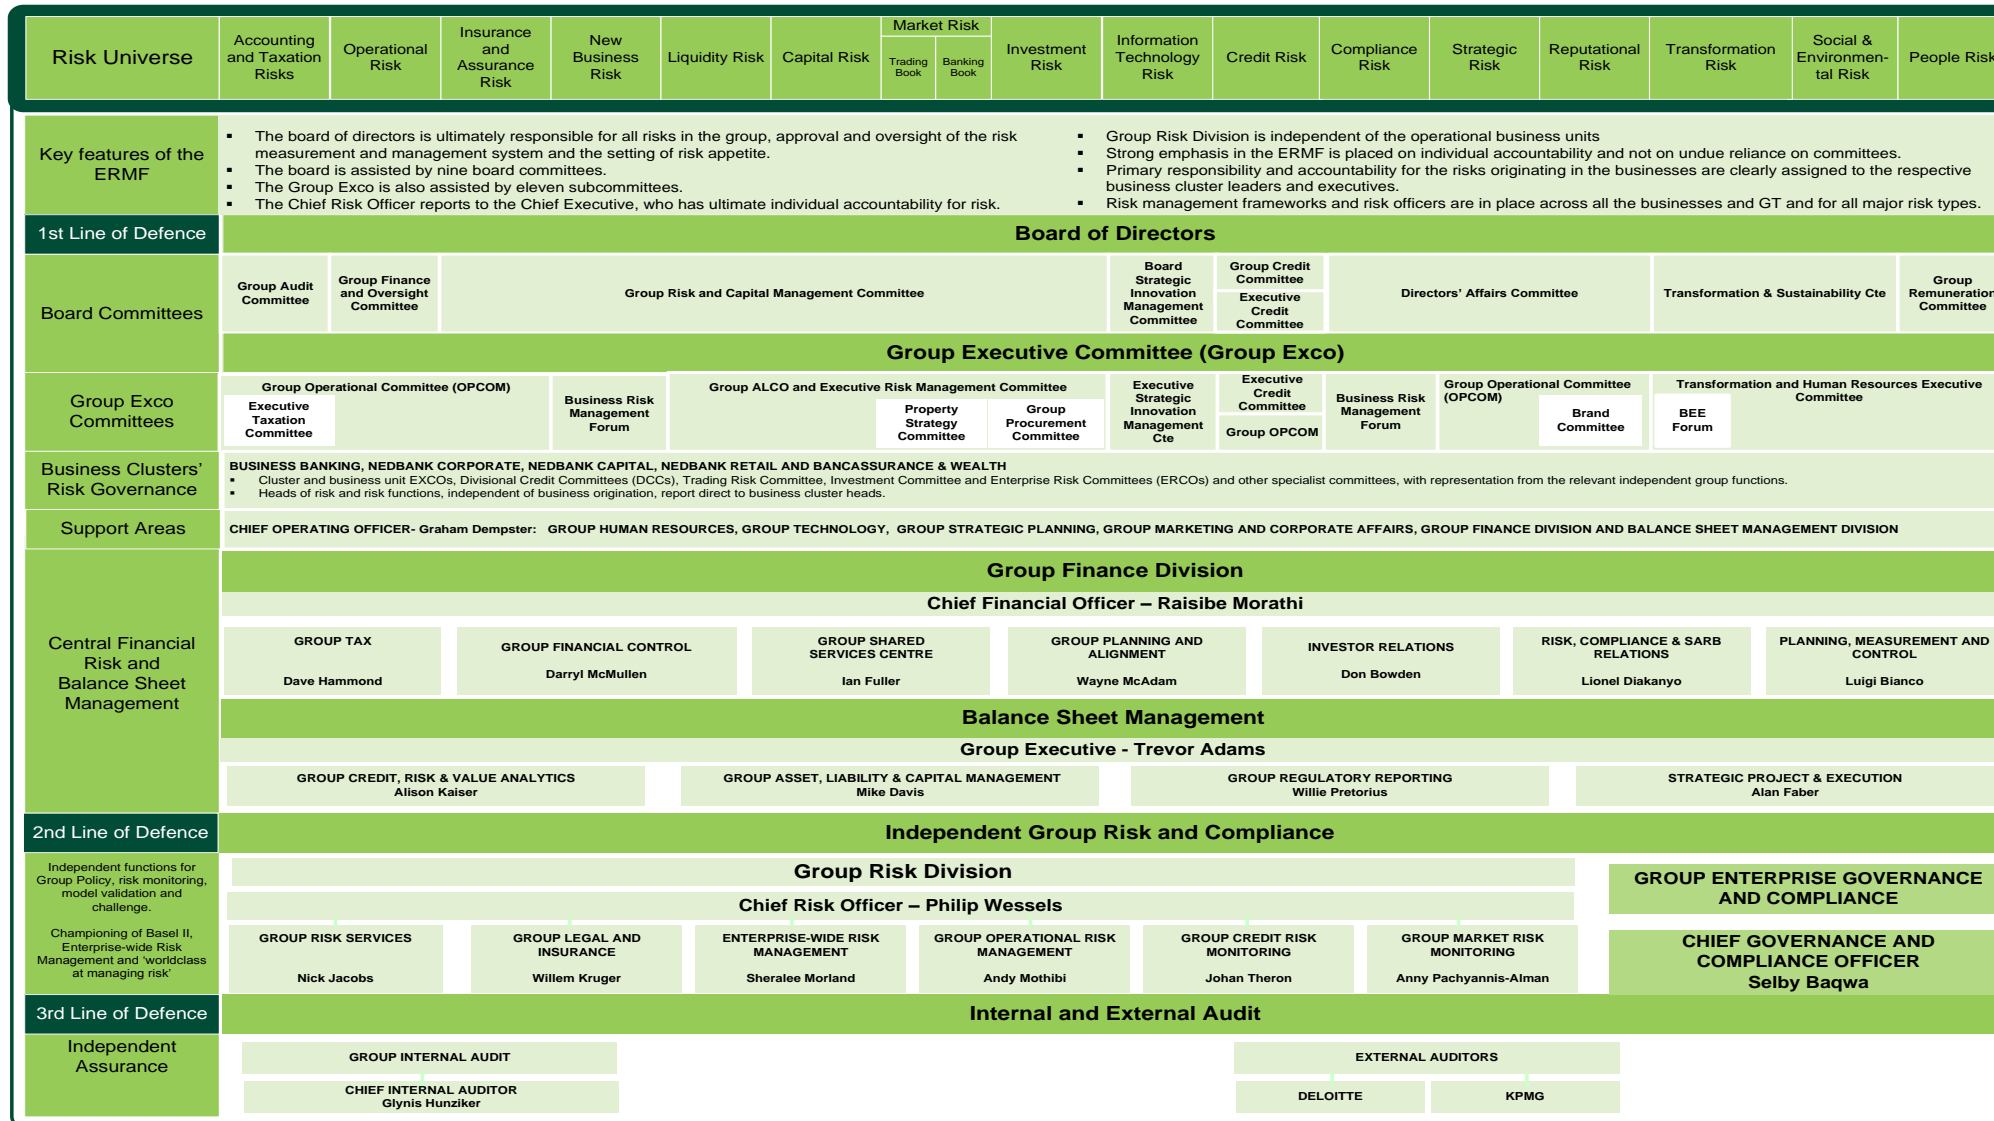 Risk Universe
Accounting
and Taxation
Risks
Operational
Risk
Insurance
and
Assurance
Risk
New
Business
Risk
Liquidity Risk
Capital Risk
Market Risk
Trading
Book
Banking
Book
Investment
Risk
Information
Technology
Risk
Credit Risk
Compliance
Risk
Strategic
Risk
Reputational
Risk
Transformation
Risk
Social &
Environmen-
tal Risk
People Risk
Key features of the
ERMF
▪ The board of directors is ultimately responsible for all risks in the group, approval and oversight of the risk
measurement and management system and the setting of risk appetite.
▪ The board is assisted by nine board committees.
▪ The Group Exco is also assisted by eleven subcommittees.
▪ The Chief Risk Officer reports to the Chief Executive, who has ultimate individual accountability for risk.
▪ Group Risk Division is independent of the operational business units
▪ Strong emphasis in the ERMF is placed on individual accountability and not on undue reliance on committees.
▪ Primary responsibility and accountability for the risks originating in the businesses are clearly assigned to the respective
business cluster leaders and executives.
▪ Risk management frameworks and risk officers are in place across all the businesses and GT and for all major risk types.
1st Line of Defence
Board of Directors
Board Committees
Group Audit
Committee
Group Finance
and Oversight
Committee
Group Risk and Capital Management Committee
Board
Strategic
Innovation
Management
Committee
Group Credit
Committee
Executive
Credit
Committee
Directors' Affairs Committee
Transformation & Sustainability Cte
Group
Remuneration
Committee
Group Executive Committee (Group Exco)
Group Exco
Committees
Group Operational Committee (OPCOM)
Executive
Taxation
Committee
Business Risk
Management
Forum
Group ALCO and Executive Risk Management Committee
Property
Strategy
Committee
Group
Procurement
Committee
Executive
Strategic
Innovation
Management
Cte
Executive
Credit
Committee
Group OPCOM
Business Risk
Management
Forum
Group Operational Committee
(OPCOM)
Brand
Committee
Transformation and Human Resources Executive
Committee
BEE
Forum
Business Clusters'
Risk Governance
BUSINESS BANKING, NEDBANK CORPORATE, NEDBANK CAPITAL, NEDBANK RETAIL AND BANCASSURANCE & WEALTH
▪ Cluster and business unit EXCOs, Divisional Credit Committees (DCCs), Trading Risk Committee, Investment Committee and Enterprise Risk Committees (ERCOs) and other specialist committees, with representation from the relevant independent group functions.
▪ Heads of risk and risk functions, independent of business origination, report direct to business cluster heads.
Support Areas
CHIEF OPERATING OFFICER- Graham Dempster: GROUP HUMAN RESOURCES, GROUP TECHNOLOGY, GROUP STRATEGIC PLANNING, GROUP MARKETING AND CORPORATE AFFAIRS, GROUP FINANCE DIVISION AND BALANCE SHEET MANAGEMENT DIVISION
Central Financial
Risk and
Balance Sheet
Management
Group Finance Division
Chief Financial Officer – Raisibe Morathi
GROUP TAX
Dave Hammond
GROUP FINANCIAL CONTROL
Darryl McMullen
GROUP SHARED
SERVICES CENTRE
Ian Fuller
GROUP PLANNING AND
ALIGNMENT
Wayne McAdam
INVESTOR RELATIONS
Don Bowden
RISK, COMPLIANCE & SARB
RELATIONS
Lionel Diakanyo
PLANNING, MEASUREMENT AND
CONTROL
Luigi Bianco
Balance Sheet Management
Group Executive - Trevor Adams
GROUP CREDIT, RISK & VALUE ANALYTICS
Alison Kaiser
GROUP ASSET, LIABILITY & CAPITAL MANAGEMENT
Mike Davis
GROUP REGULATORY REPORTING
Willie Pretorius
STRATEGIC PROJECT & EXECUTION
Alan Faber
2nd Line of Defence
Independent Group Risk and Compliance
Independent functions for
Group Policy, risk monitoring,
model validation and
challenge.
Championing of Basel II,
Enterprise-wide Risk
Management and 'worldclass
at managing risk'
Group Risk Division
Chief Risk Officer – Philip Wessels
GROUP RISK SERVICES
Nick Jacobs
GROUP LEGAL AND
INSURANCE
Willem Kruger
ENTERPRISE-WIDE RISK
MANAGEMENT
Sheralee Morland
GROUP OPERATIONAL RISK
MANAGEMENT
Andy Mothibi
GROUP CREDIT RISK
MONITORING
Johan Theron
GROUP MARKET RISK
MONITORING
Anny Pachyannis-Alman
GROUP ENTERPRISE GOVERNANCE
AND COMPLIANCE
CHIEF GOVERNANCE AND
COMPLIANCE OFFICER
Selby Baqwa
3rd Line of Defence
Internal and External Audit
Independent
Assurance
GROUP INTERNAL AUDIT
CHIEF INTERNAL AUDITOR
Glynis Hunziker
EXTERNAL AUDITORS
DELOITTE
KPMG